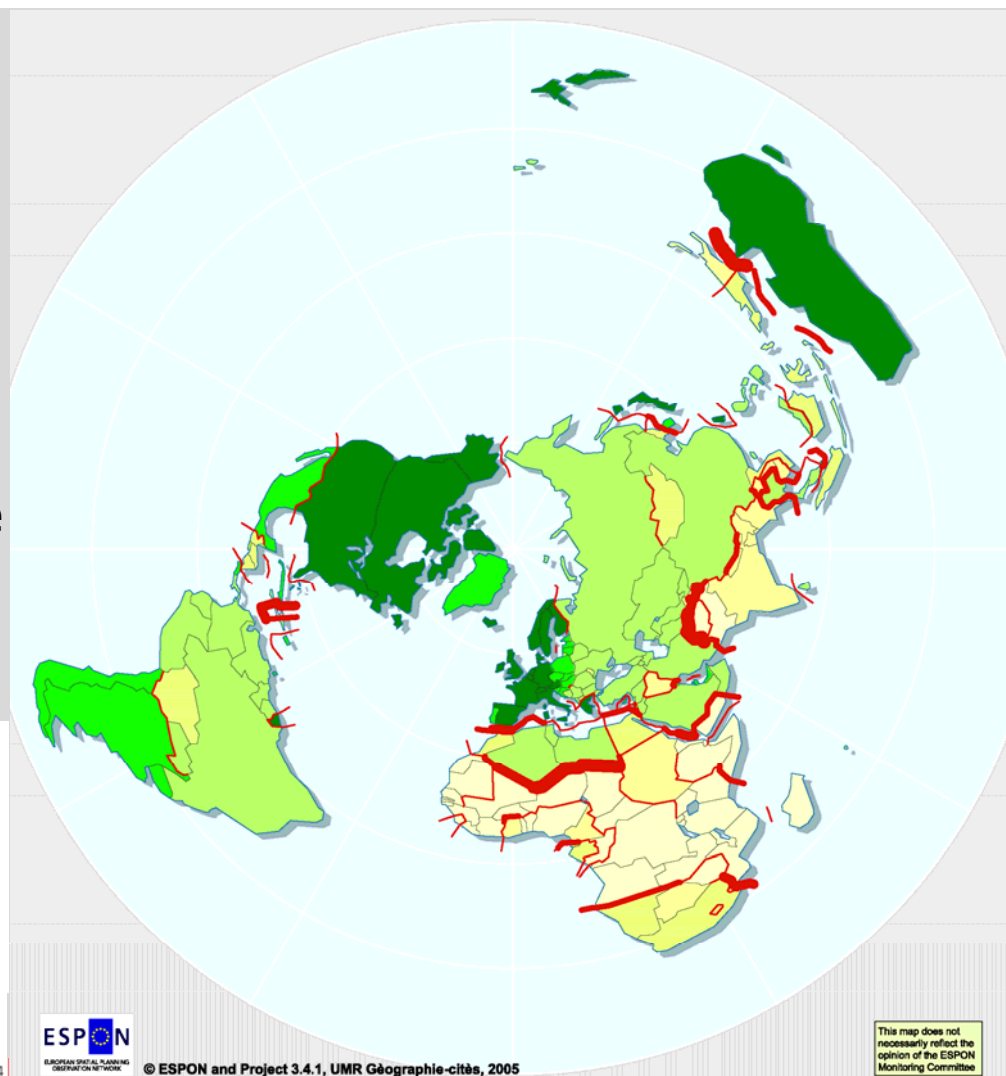 e
ESPON
EUROPEAN SPATIAL PLANNING
OBSERVATION NETWORK
© ESPON and Project 3.4.1, UMR Gèographie-citès, 2005
This map does not
necessarily reflect the
opinion of the ESPON
Monitoring Committee